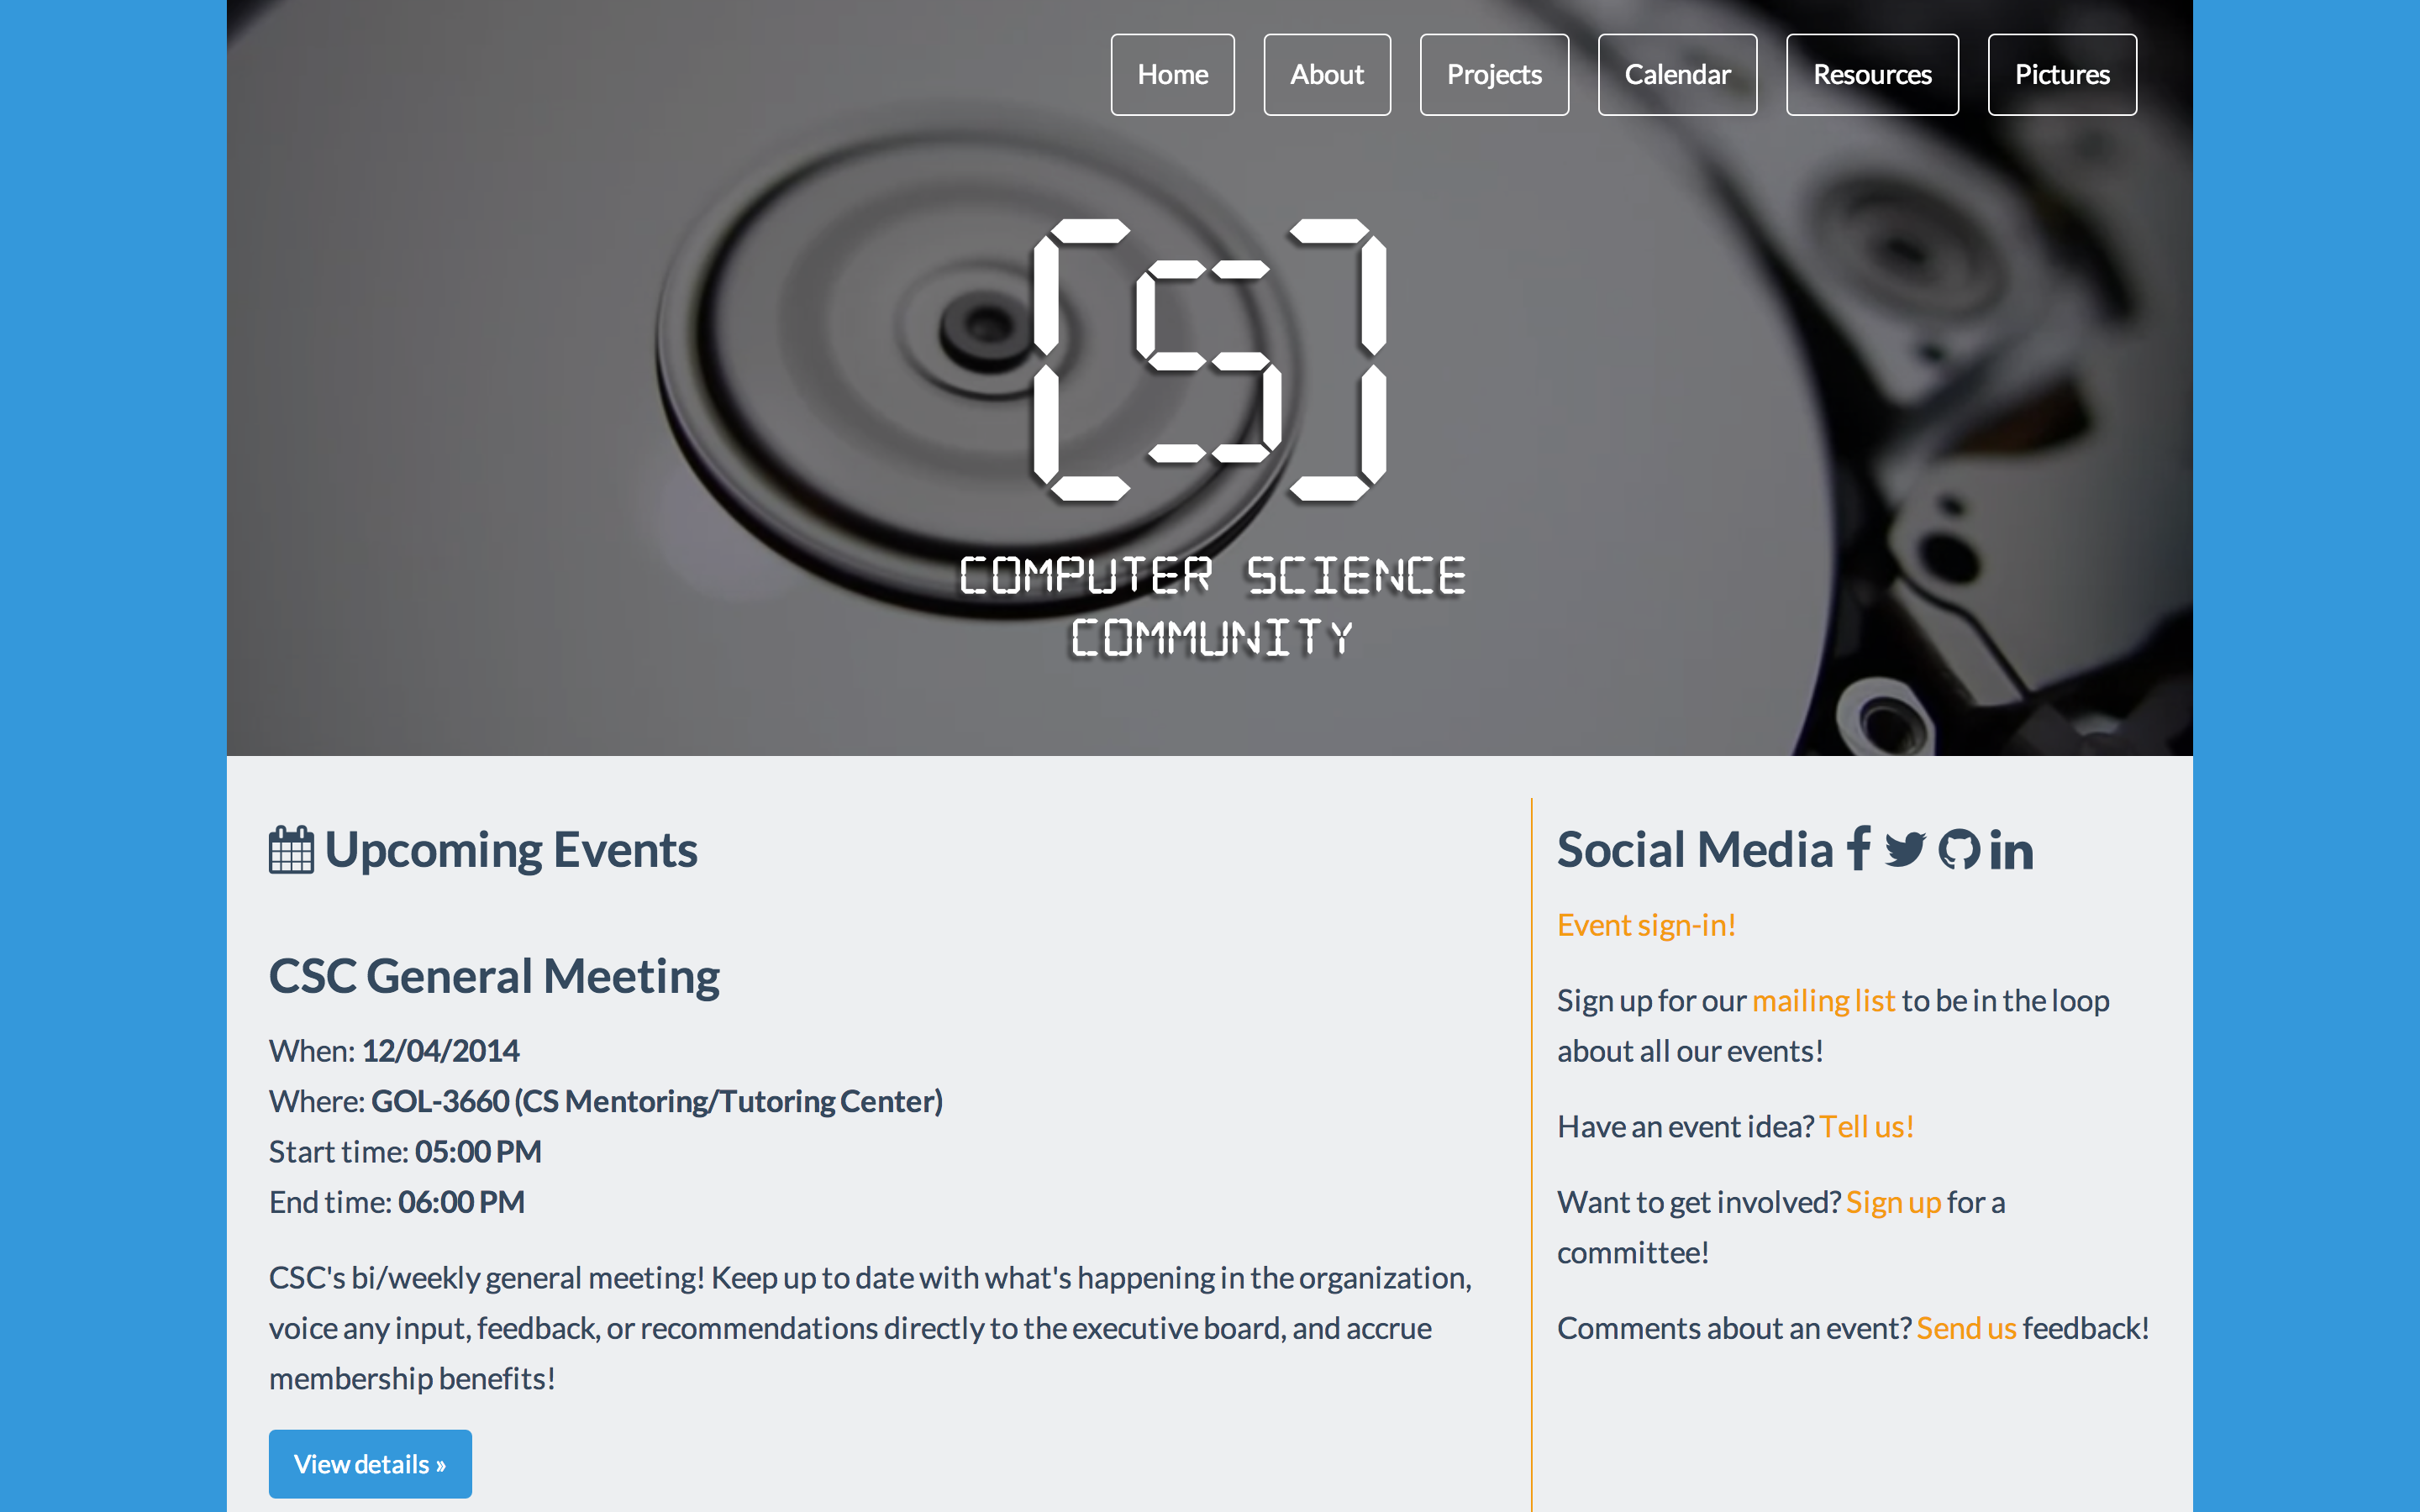 Home About Projects Calendar Resources Pictures
[S]
COMPUTER SCIENCE
COMMUNITY
Upcoming Events
CSC General Meeting
When: 12/04/2014
Where: GOL-3660 (CS Mentoring/Tutoring Center)
Start time: 05:00 PM
End time: 06:00 PM
CSC's bi/weekly general meeting! Keep up to date with what's happening in the organization,
voice any input, feedback, or recommendations directly to the executive board, and accrue
membership benefits!
View details »
Social Media
Event sign-in!
Sign up for our mailing list to be in the loop
about all our events!
Have an event idea? Tell us!
Want to get involved? Sign up for a
committee!
Comments about an event? Send us feedback!